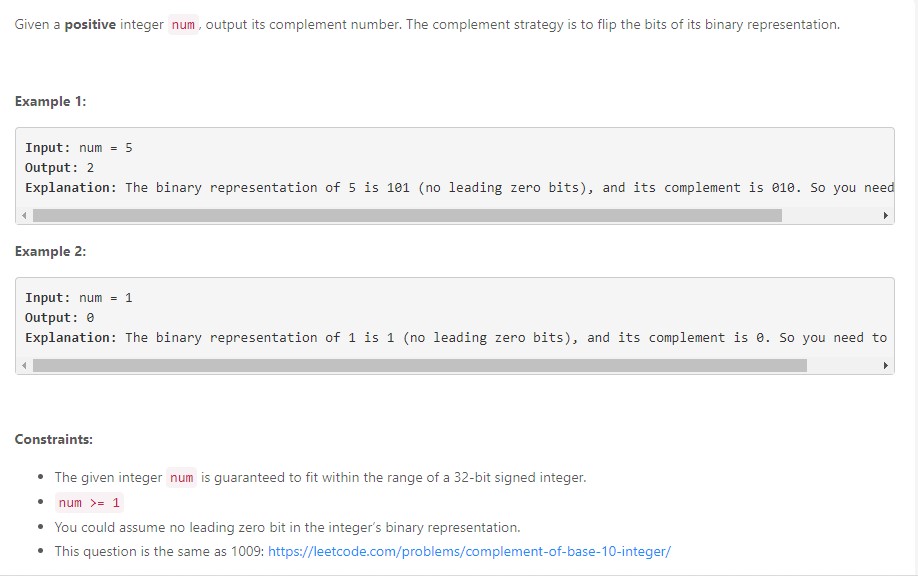 Given a positive integer num, output its complement number. The complement strategy is to flip the bits of its binary representation.
Example 1:
Input: num = 5
Output: 2
Explanation: The binary representation of 5 is 101 (no leading zero bits), and its complement is 010. So you need
Example 2:
Input: num = 1
Output: 0
Explanation: The binary representation of 1 is 1 (no leading zero bits), and its complement is 0. So you need to
Constraints:
• The given integer num is guaranteed to fit within the range of a 32-bit signed integer.
• num >= 1
• You could assume no leading zero bit in the integer's binary representation.
• This question is the same as 1009: https://leetcode.com/problems/complement-of-base-10-integer/